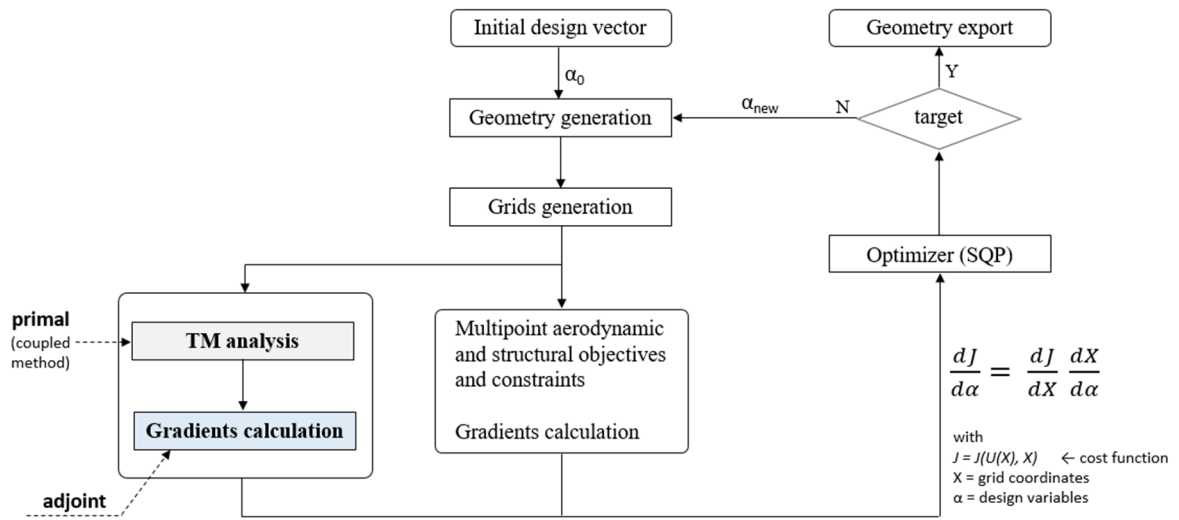 Initial design vector
Geometry export
α₀
Y
Geometry generation
α_new
N
target
Grids generation
Optimizer (SQP)
primal
(coupled
method)
TM analysis
Gradients calculation
adjoint
Multipoint aerodynamic
and structural objectives
and constraints
Gradients calculation
dJ/dα = dJ/dX dX/dα
with
J = J(U(X), X) ← cost function
X = grid coordinates
α = design variables